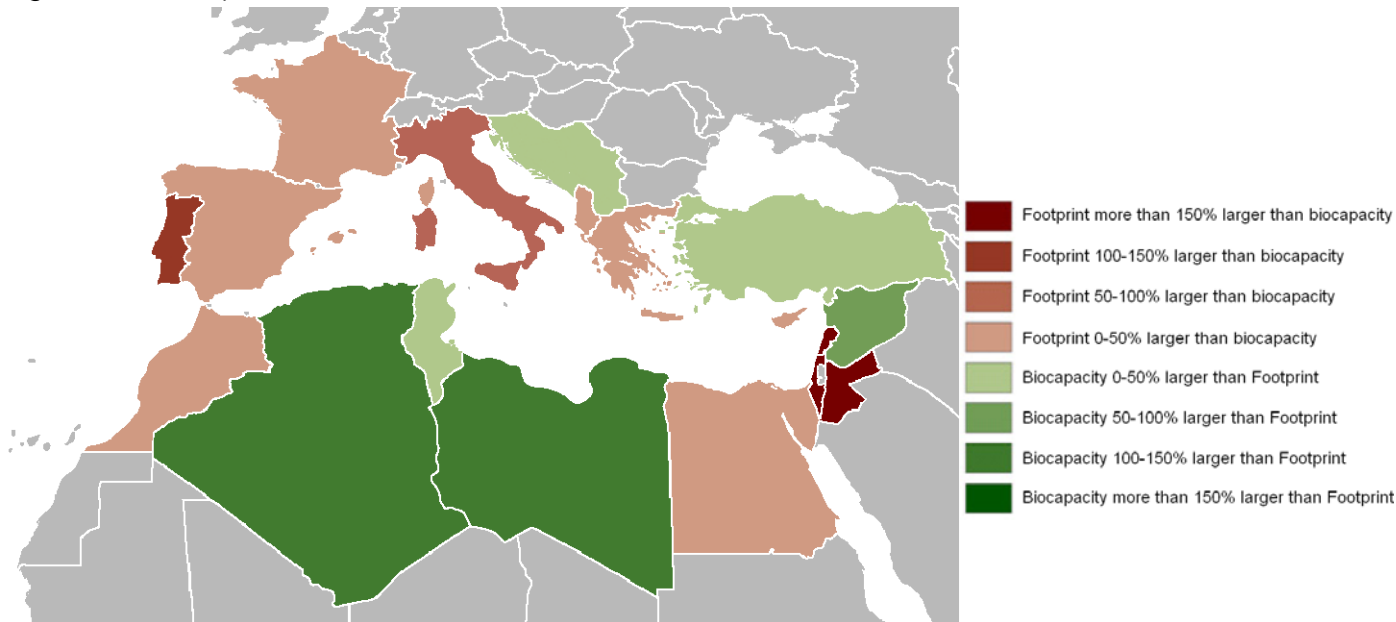 Footprint more than 150% larger than biocapacity
Footprint 100-150% larger than biocapacity
Footprint 50-100% larger than biocapacity
Footprint 0-50% larger than biocapacity
Biocapacity 0-50% larger than Footprint
Biocapacity 50-100% larger than Footprint
Biocapacity 100-150% larger than Footprint
Biocapacity more than 150% larger than Footprint